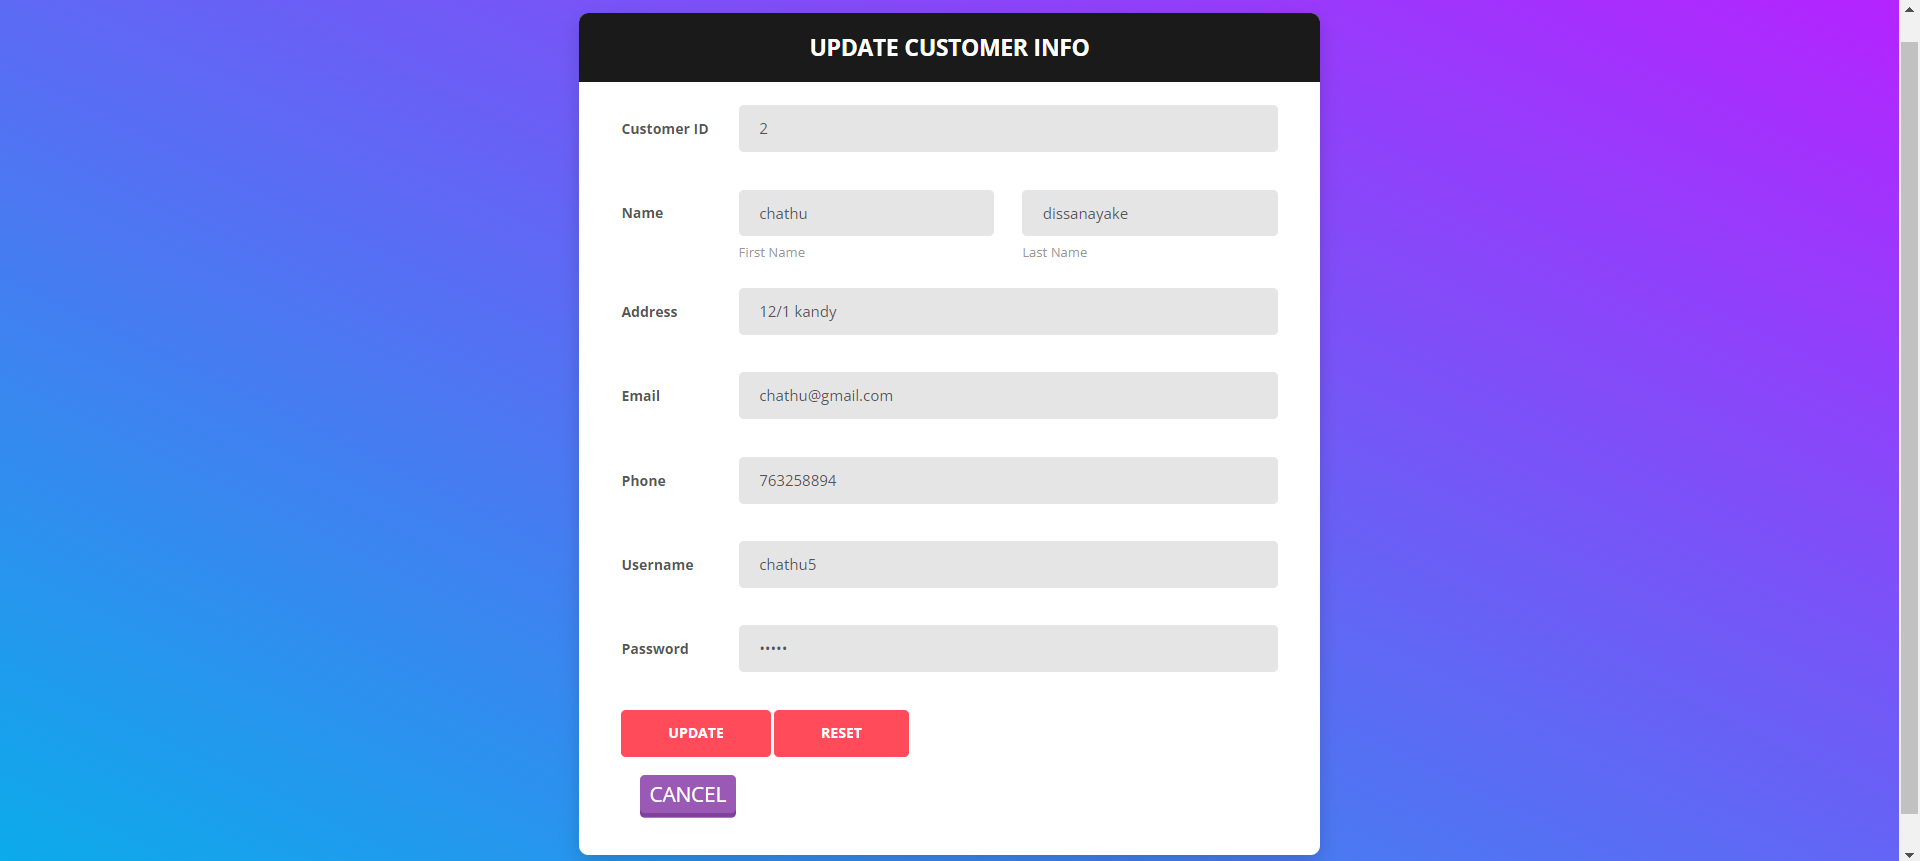 UPDATE CUSTOMER INFO
Customer ID 2
Name chathu dissanayake
First Name Last Name
Address 12/1 kandy
Email chathu@gmail.com
Phone 763258894
Username chathu5
Password •••••
UPDATE RESET
CANCEL